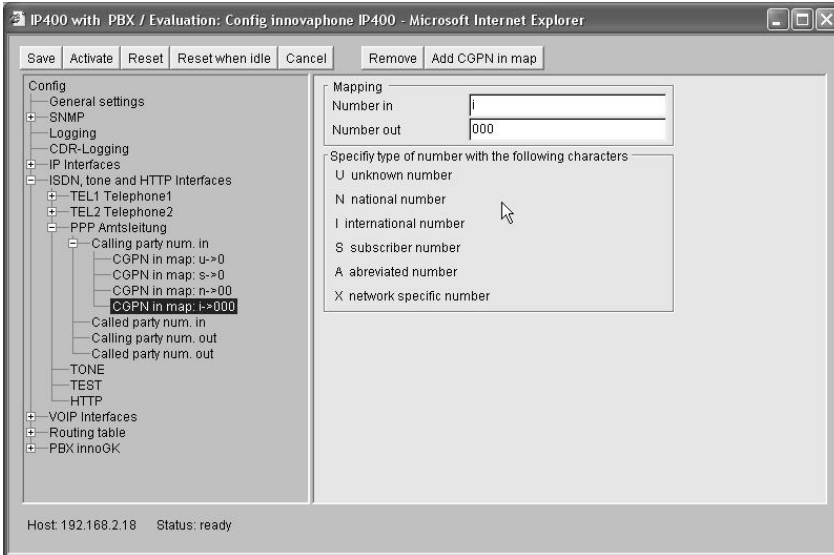 IP400 with PBX / Evaluation: Config innovaphone IP400 - Microsoft Internet Explorer
Save Activate Reset Reset when idle Cancel Remove Add CGPN in map
Config
General settings
SNMP
Logging
CDR-Logging
IP Interfaces
ISDN, tone and HTTP Interfaces
TEL1 Telephone1
TEL2 Telephone2
PPP Amtsleitung
Calling party num. in
CGPN in map: u->0
CGPN in map: s->0
CGPN in map: n->00
CGPN in map: i->000
Called party num. in
Calling party num. out
Called party num. out
TONE
TEST
HTTP
VOIP Interfaces
Routing table
PBX innoGK
Mapping
Number in i
Number out 000
Specifiy type of number with the following characters
U unknown number
N national number
I international number
S subscriber number
A abreviated number
X network specific number
Host: 192.168.2.18 Status: ready